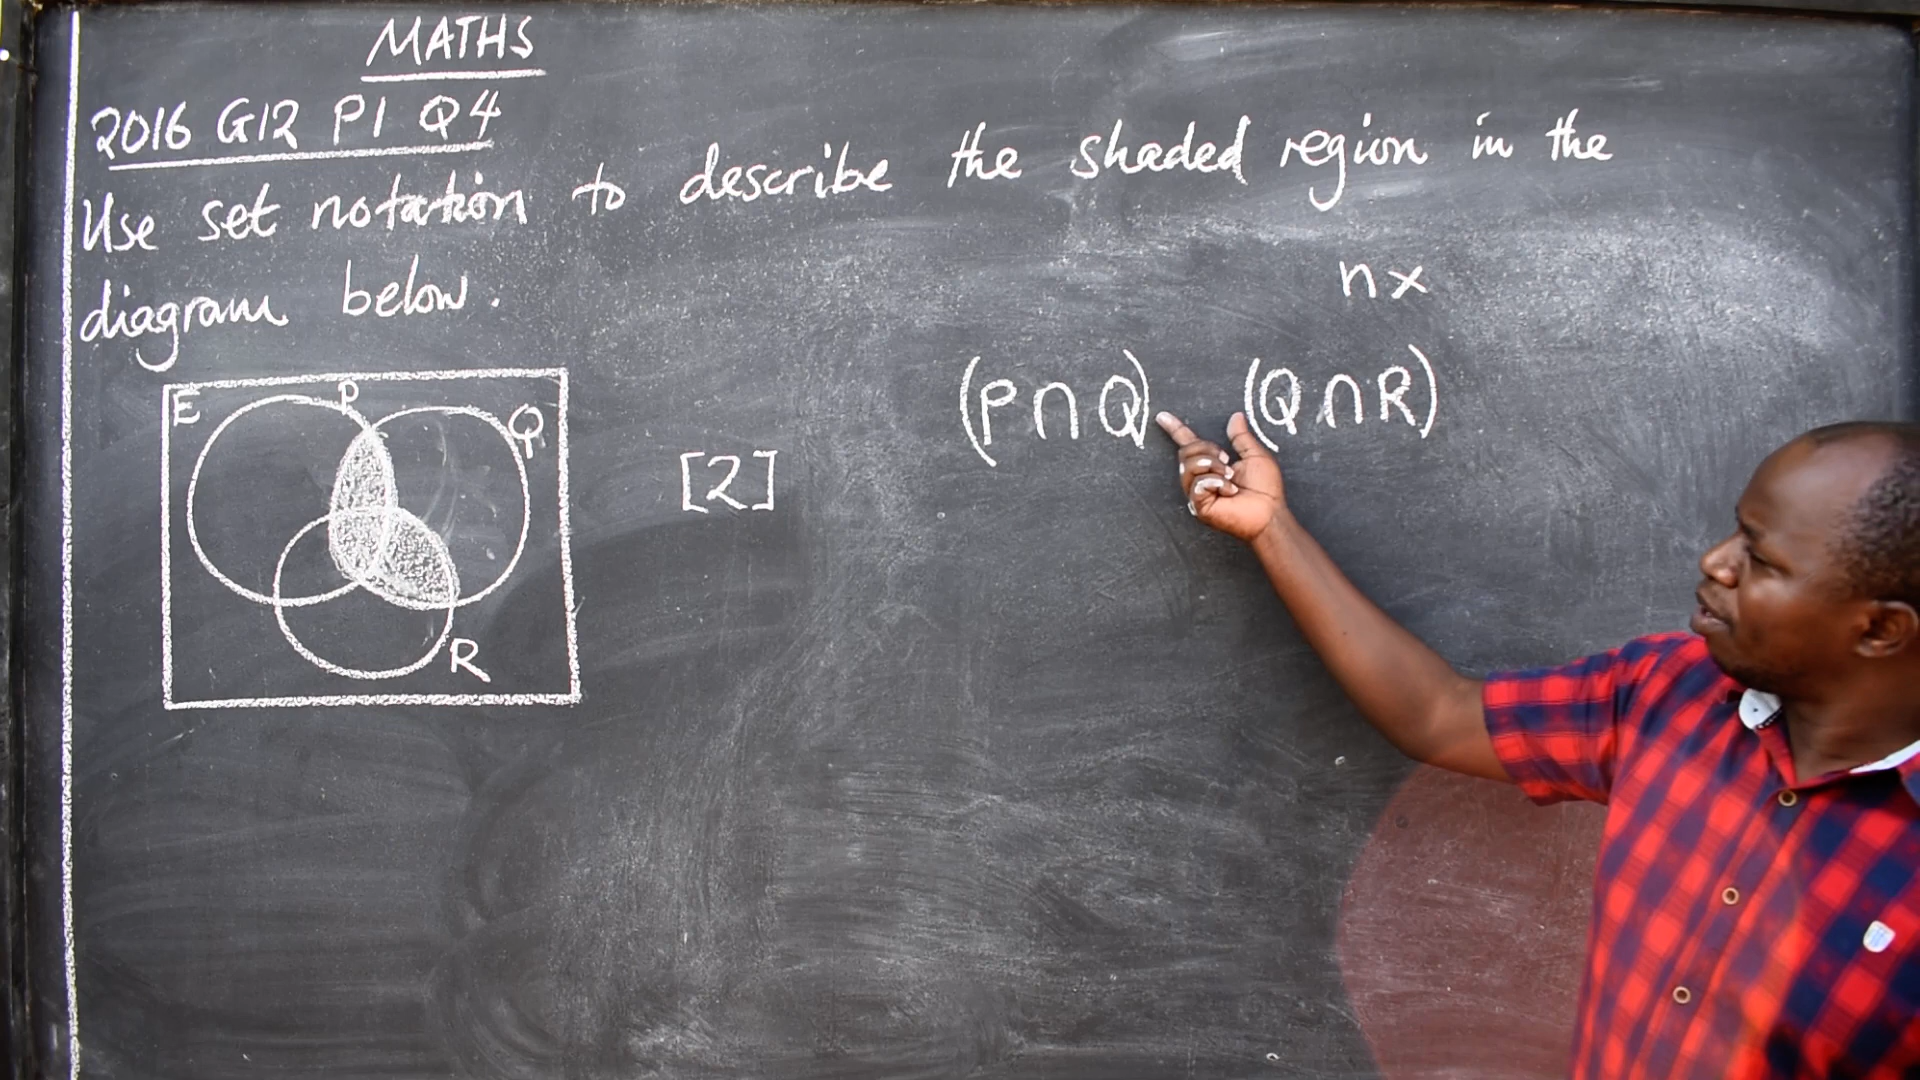 MATHS
2016 G12 P1 Q4
Use set notation to describe the shaded region in the
diagram below.
n x
(P∩Q) (Q∩R)
E P Q
[2]
R